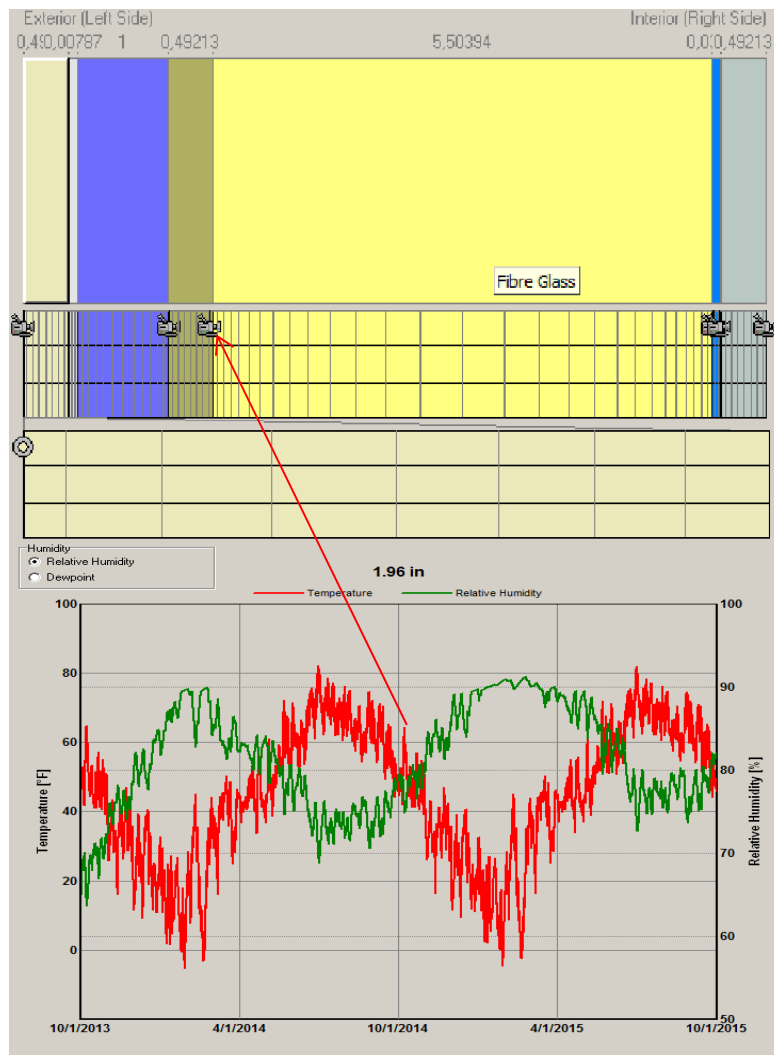 Exterior (Left Side) Interior (Right Side)
0,49 0,00787 1 0,49213 5,50394 0,0 0,49213
Fibre Glass
Humidity
Relative Humidity
Dewpoint
1.96 in
Temperature Relative Humidity
Temperature [°F]
Relative Humidity [%]
100
80
60
40
20
0
100
90
80
70
60
50
10/1/2013 4/1/2014 10/1/2014 4/1/2015 10/1/2015